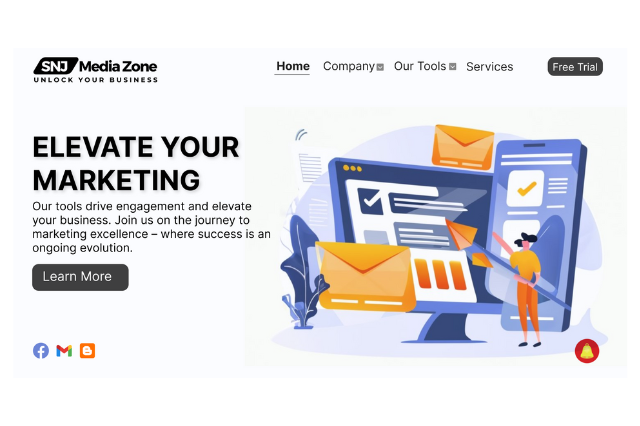 SNJ Media Zone
UNLOCK YOUR BUSINESS
Home Company Our Tools Services Free Trial
ELEVATE YOUR
MARKETING
Our tools drive engagement and elevate
your business. Join us on the journey to
marketing excellence – where success is an
ongoing evolution.
Learn More